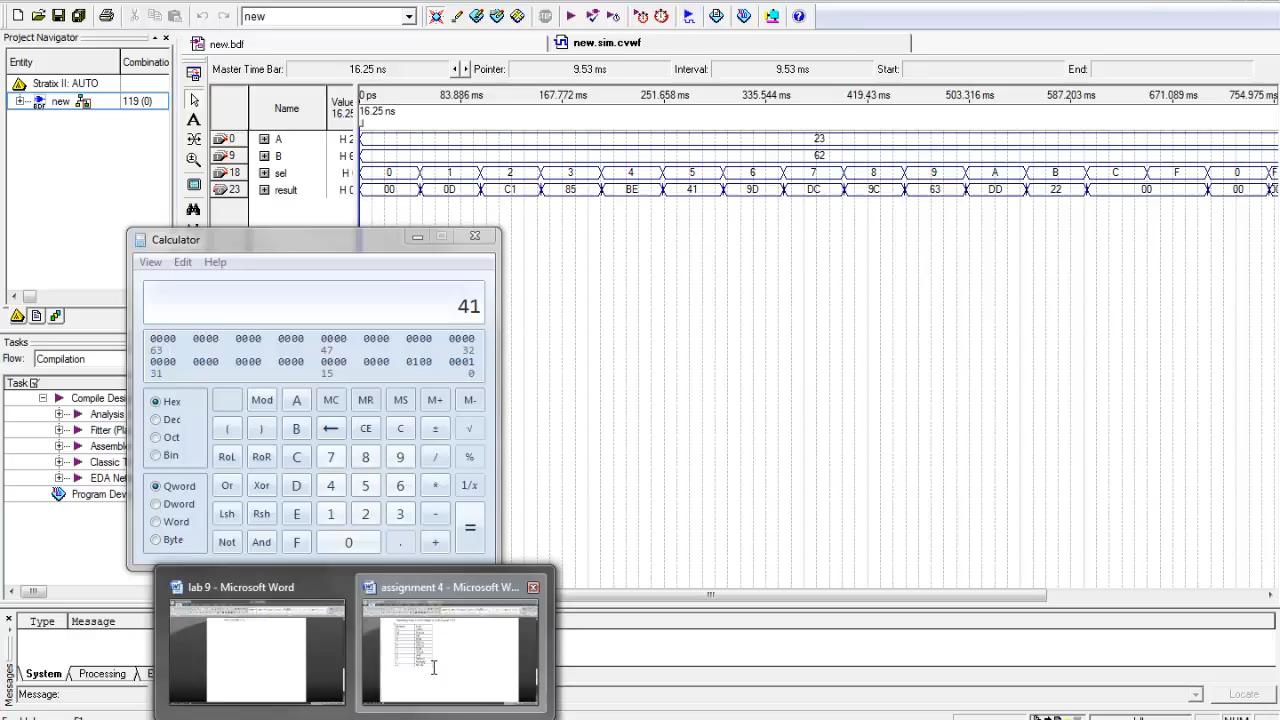 new
Project Navigator
Entity
Combinatio
Stratix II: AUTO
new
119 (0)
new.bdf
new.sim.cvwf
Master Time Bar:
16.25 ns
Pointer:
9.53 ms
Interval:
9.53 ms
Start:
End:
Name
Value
16.25
0 ps
83.886 ms
167.772 ms
251.658 ms
335.544 ms
419.43 ms
503.316 ms
587.203 ms
671.089 ms
754.975 ms
16.25 ns
0 A H 2 23
9 B H 6 62
18 sel H 0 1 2 3 4 5 6 7 8 9 A B C F 0 F
23 result H 00 0D C1 85 BE 41 9D DC 9C 63 DD 22 00 00
Calculator
View Edit Help
41
0000 0000 0000 0000 0000 0000 0000 0000
63 47 32
0000 0000 0000 0000 0000 0000 0100 0001
31 15 0
Hex Mod A MC MR MS M+ M-
Dec ( ) B ← CE C ± √
Oct
Bin RoL RoR C 7 8 9 / %
Qword Or Xor D 4 5 6 * 1/x
Dword
Word Lsh Rsh E 1 2 3 - =
Byte Not And F 0 . +
Tasks
Flow:
Compilation
Task
Compile Desi
Analysis
Fitter (Pla
Assemb
Classic T
EDA Net
Program Dev
lab 9 - Microsoft Word
assignment 4 - Microsoft W...
Type
Message
System
Processing
Messages
Message:
Locate